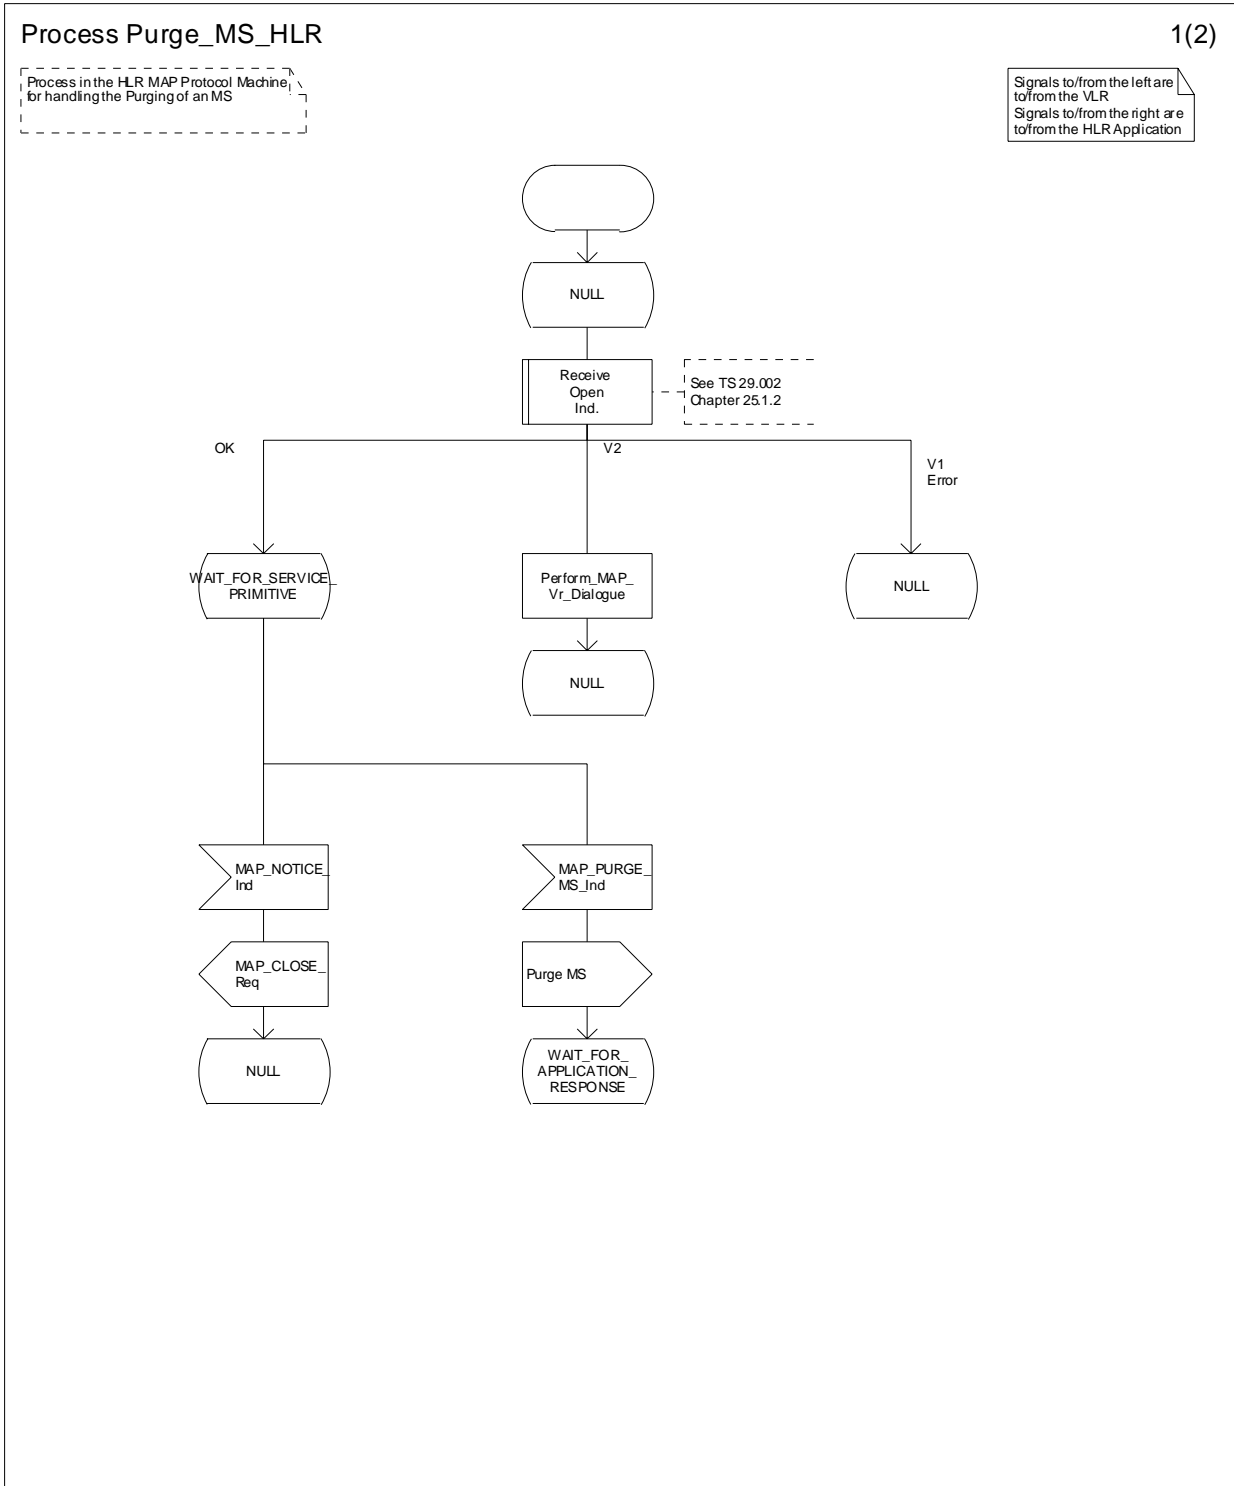 Process Purge_MS_HLR
1(2)
Process in the HLR MAP Protocol Machine
for handling the Purging of an MS
Signals to/from the left are
to/from the VLR
Signals to/from the right are
to/from the HLR Application
NULL
Receive
Open
Ind.
See TS 29.002
Chapter 25.1.2
OK
V2
V1
Error
WAIT_FOR_SERVICE_
PRIMITIVE
Perform_MAP_
Vr_Dialogue
NULL
NULL
MAP_NOTICE_
Ind
MAP_PURGE_
MS_Ind
MAP_CLOSE_
Req
Purge MS
NULL
WAIT_FOR_
APPLICATION_
RESPONSE